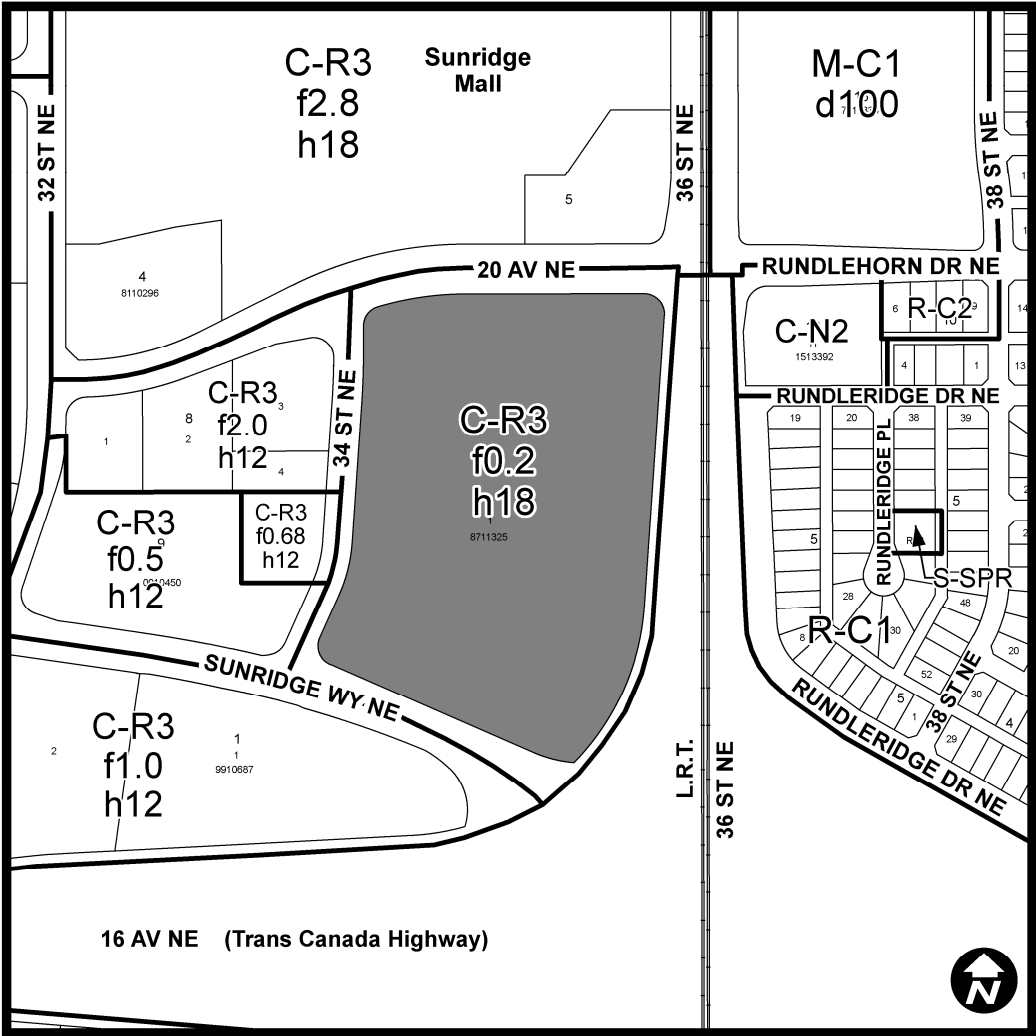 C-R3
f2.8
h18
Sunridge
Mall
M-C1
d100
32 ST NE
36 ST NE
38 ST NE
5
4
8110296
20 AV NE
RUNDLEHORN DR NE
6
R-C2
9
10
14
C-N2
1513392
4
1
13
RUNDLERIDGE DR NE
C-R3
f2.0
h12
3
8
2
1
4
34 ST NE
C-R3
f0.2
h18
1
8711325
19
20
38
39
RUNDLERIDGE PL
5
5
C-R3
f0.68
h12
C-R3
f0.5
h12
9
R
S-SPR
28
30
48
R-C1
8
20
52
5
1
30
4
29
38 ST NE
RUNDLERIDGE DR NE
SUNRIDGE WY NE
C-R3
f1.0
h12
2
1
1
9910687
L.R.T.
36 ST NE
16 AV NE (Trans Canada Highway)
N